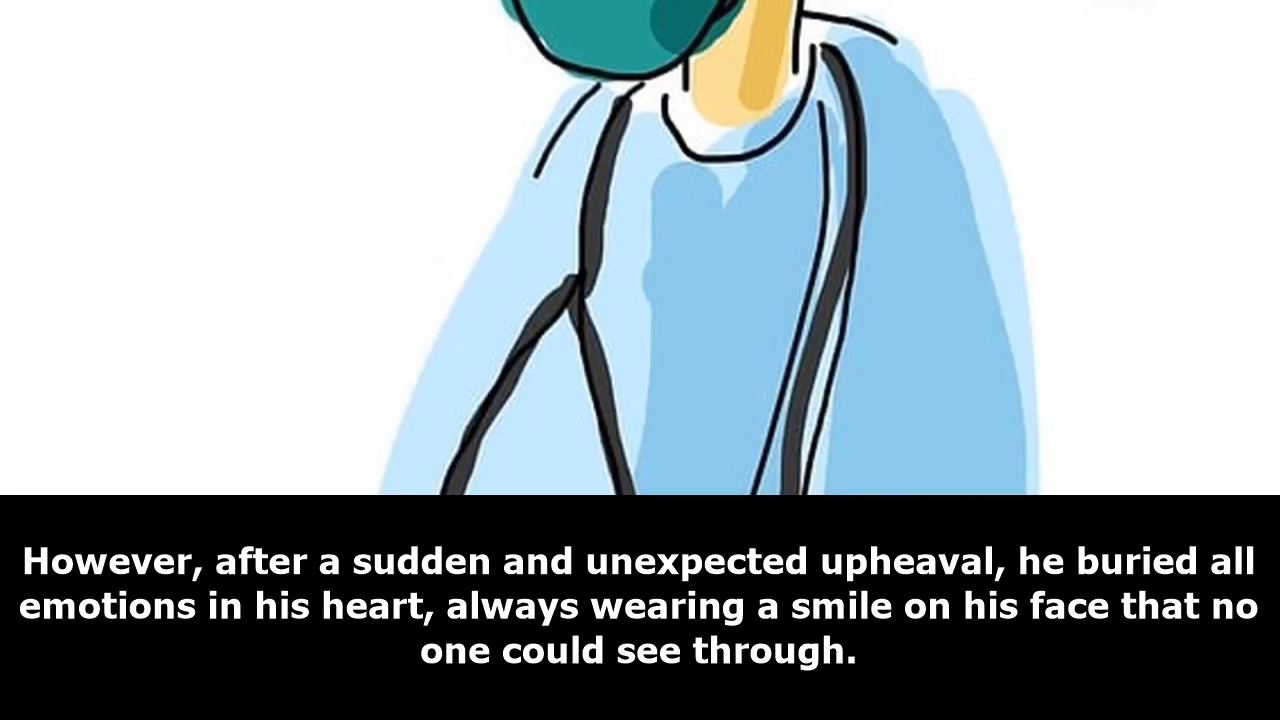 However, after a sudden and unexpected upheaval, he buried all
emotions in his heart, always wearing a smile on his face that no
one could see through.